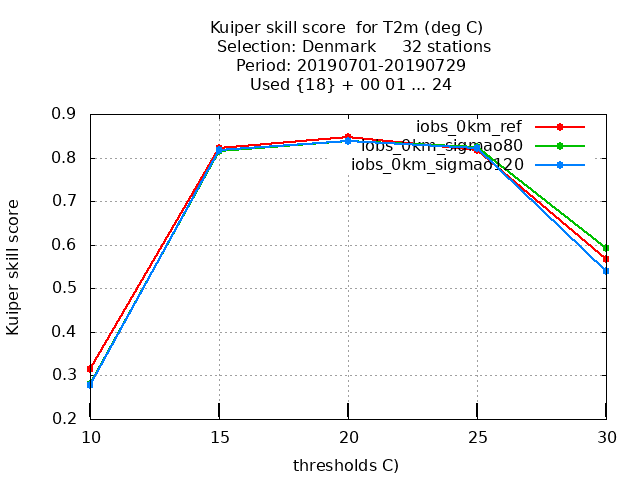 Kuiper skill score  for T2m (deg C)
Selection: Denmark     32 stations
Period: 20190701-20190729
Used {18} + 00 01 ... 24
0.9
0.8
0.7
0.6
0.5
0.4
0.3
0.2
Kuiper skill score
iobs_0km_ref
iobs_0km_sigmao80
iobs_0km_sigmao120
10
15
20
25
30
thresholds C)